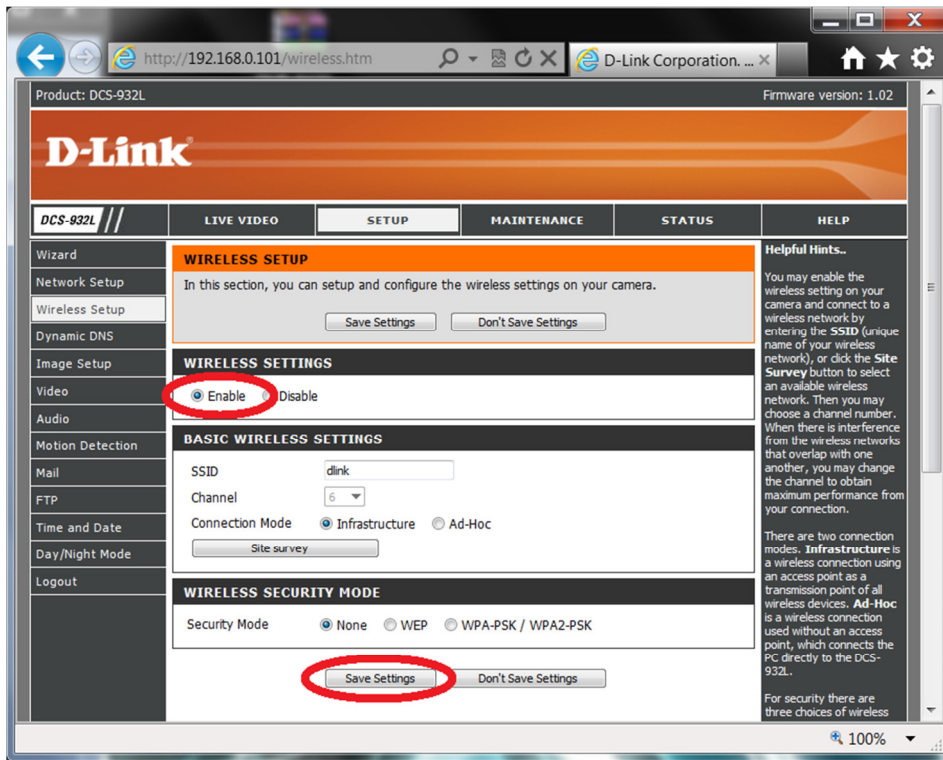 http://192.168.0.101/wireless.htm
D-Link Corporation. ...
Product: DCS-932L
Firmware version: 1.02
D-Link®
DCS-932L //
LIVE VIDEO
SETUP
MAINTENANCE
STATUS
HELP
Wizard
Network Setup
Wireless Setup
Dynamic DNS
Image Setup
Video
Audio
Motion Detection
Mail
FTP
Time and Date
Day/Night Mode
Logout
WIRELESS SETUP
In this section, you can setup and configure the wireless settings on your camera.
Save Settings
Don't Save Settings
WIRELESS SETTINGS
Enable
Disable
BASIC WIRELESS SETTINGS
SSID
dlink
Channel
6
Connection Mode
Infrastructure
Ad-Hoc
Site survey
WIRELESS SECURITY MODE
Security Mode
None
WEP
WPA-PSK / WPA2-PSK
Save Settings
Don't Save Settings
Helpful Hints..
You may enable the
wireless setting on your
camera and connect to a
wireless network by
entering the SSID (unique
name of your wireless
network), or click the Site
Survey button to select
an available wireless
network. Then you may
choose a channel number.
When there is interference
from the wireless networks
that overlap with one
another, you may change
the channel to obtain
maximum performance from
your connection.
There are two connection
modes. Infrastructure is
a wireless connection using
an access point as a
transmission point of all
wireless devices. Ad-Hoc
is a wireless connection
used without an access
point, which connects the
PC directly to the DCS-
932L.
For security there are
three choices of wireless
100%